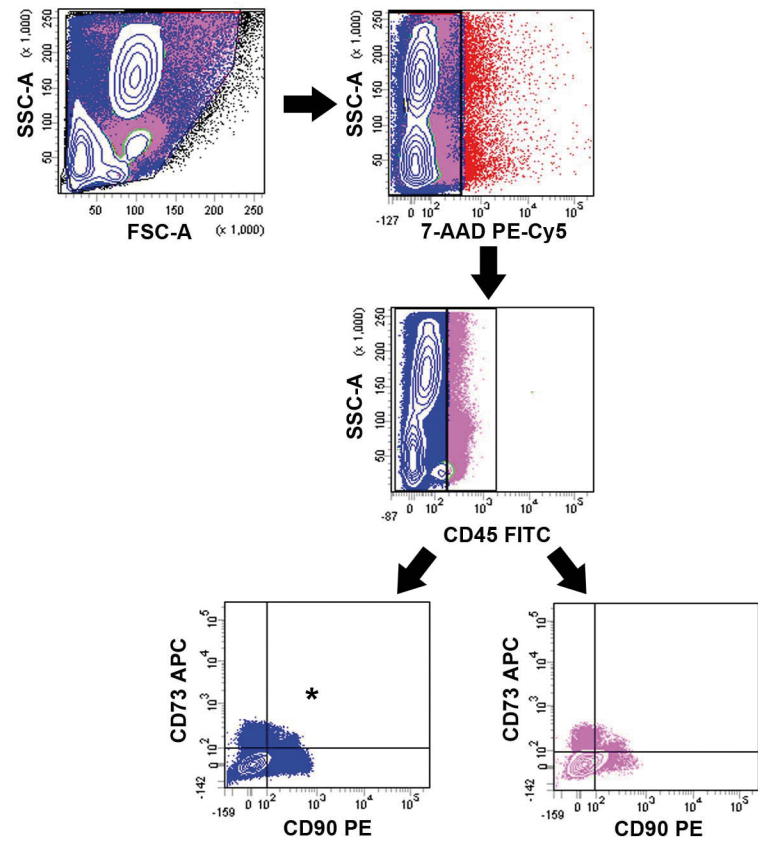 SSC-A (x 1,000)
250
200
150
100
50
50 100 150 200 250
FSC-A (x 1,000)
SSC-A (x 1,000)
250
200
150
100
50
-127 0 10² 10³ 10⁴ 10⁵
7-AAD PE-Cy5
SSC-A (x 1,000)
250
200
150
100
50
-87 0 10² 10³ 10⁴ 10⁵
CD45 FITC
CD73 APC
10⁵
10⁴
10³
10²
0
-142
*
-159 0 10² 10³ 10⁴ 10⁵
CD90 PE
CD73 APC
10⁵
10⁴
10³
10²
0
-142
-159 0 10² 10³ 10⁴ 10⁵
CD90 PE